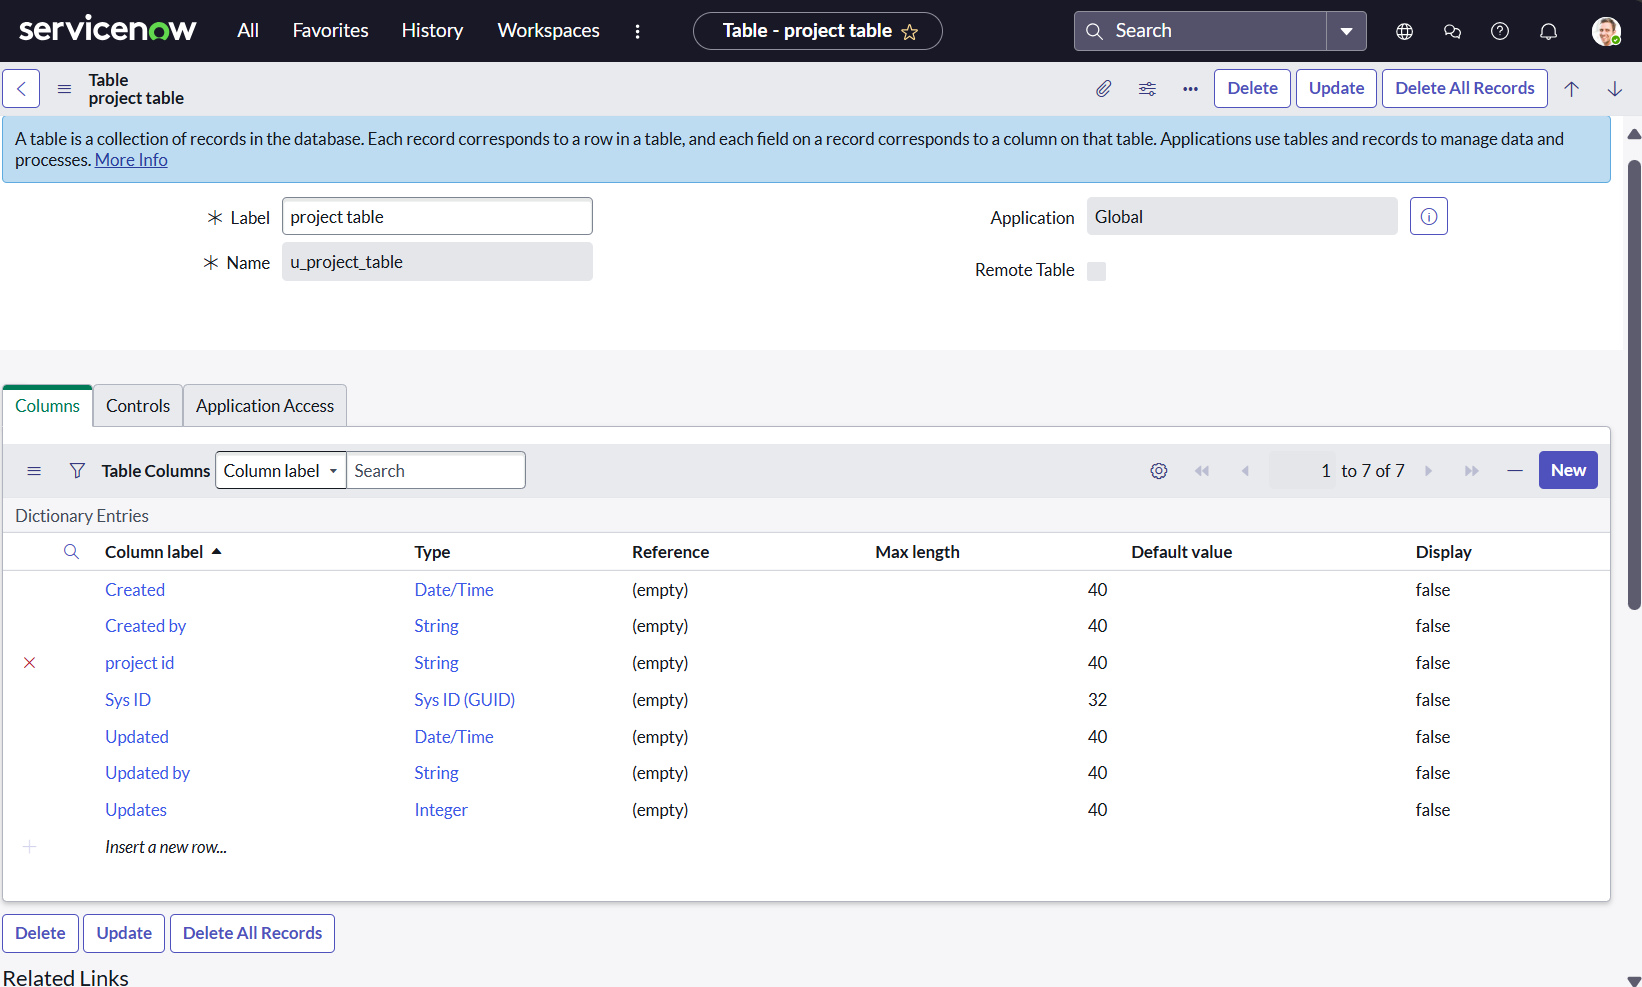 servicenow All Favorites History Workspaces Table - project table Search
Table
project table
Delete Update Delete All Records
A table is a collection of records in the database. Each record corresponds to a row in a table, and each field on a record corresponds to a column on that table. Applications use tables and records to manage data and
processes. More Info
Label project table Application Global
Name u_project_table Remote Table
Columns Controls Application Access
Table Columns Column label Search 1 to 7 of 7 New
Dictionary Entries
Column label Type Reference Max length Default value Display
Created Date/Time (empty) 40 false
Created by String (empty) 40 false
project id String (empty) 40 false
Sys ID Sys ID (GUID) (empty) 32 false
Updated Date/Time (empty) 40 false
Updated by String (empty) 40 false
Updates Integer (empty) 40 false
Insert a new row...
Delete Update Delete All Records
Related Links